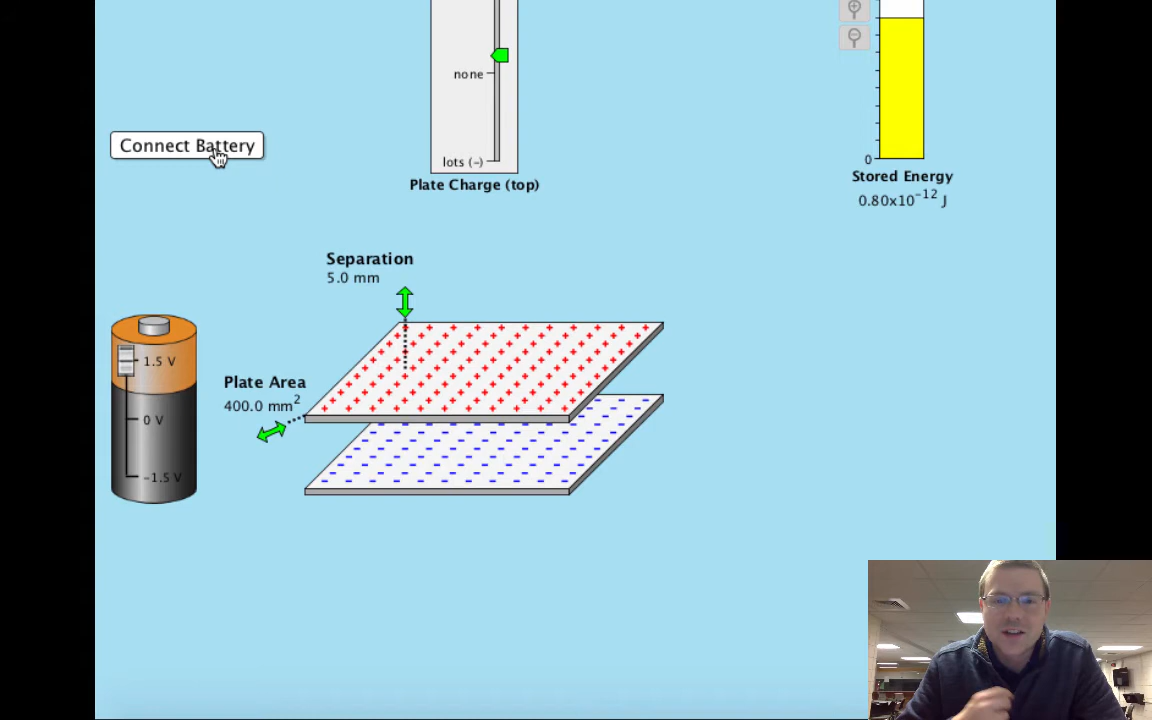 none
Connect Battery
lots (-)
0
Plate Charge (top)
Stored Energy
0.80x10⁻¹² J
Separation
5.0 mm
1.5 V
Plate Area
400.0 mm²
0 V
-1.5 V